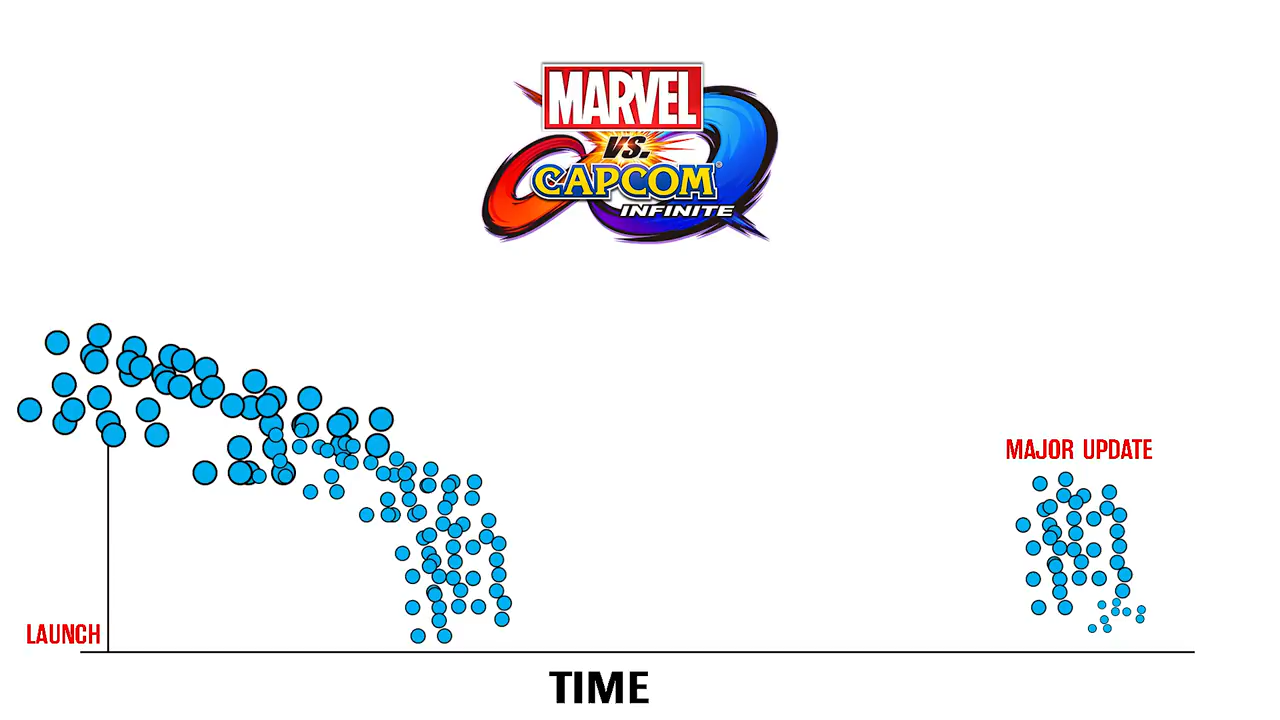 MARVEL
VS.
CAPCOM®
INFINITE
MAJOR UPDATE
LAUNCH
TIME